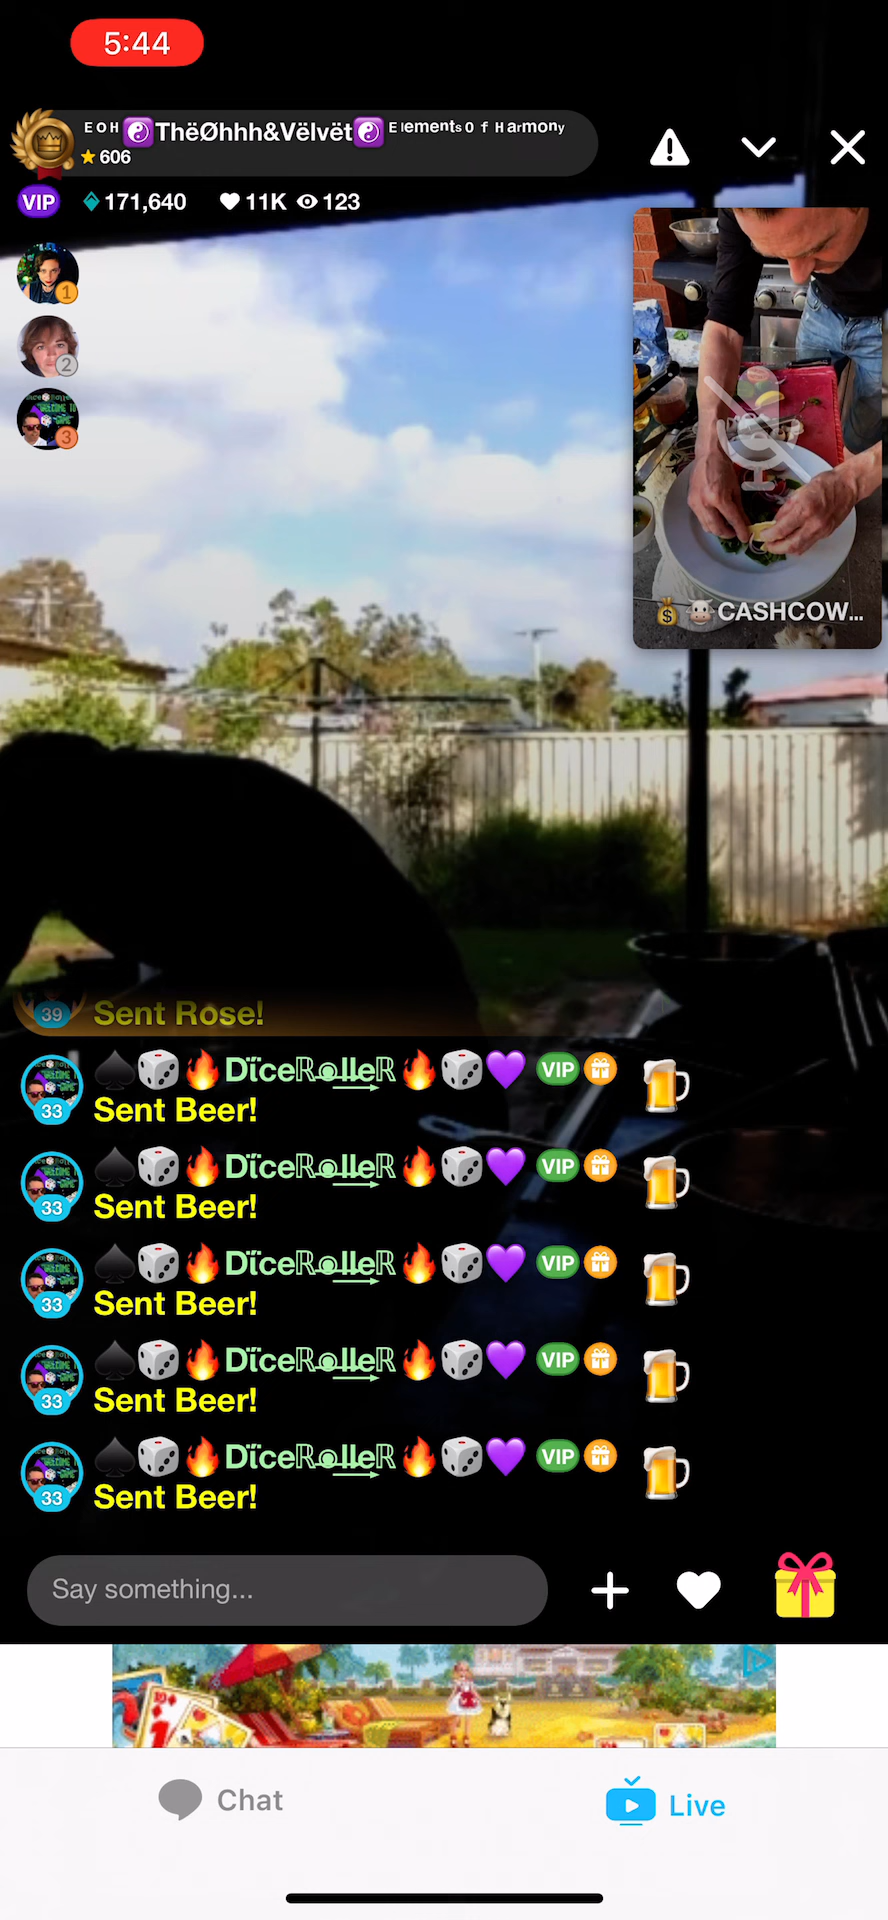 5:44
EOH☯️ThëØhhh&Vëlvët☯️Elements Of Harmony
606
VIP 171,640 11K 123
1
2
3
💰🐮CASHCOW...
39 Sent Rose!
♠️🎲🔥DïceRolleR🔥🎲💜 VIP
33 Sent Beer!
♠️🎲🔥DïceRolleR🔥🎲💜 VIP
33 Sent Beer!
♠️🎲🔥DïceRolleR🔥🎲💜 VIP
33 Sent Beer!
♠️🎲🔥DïceRolleR🔥🎲💜 VIP
33 Sent Beer!
♠️🎲🔥DïceRolleR🔥🎲💜 VIP
33 Sent Beer!
Say something...
Chat
Live